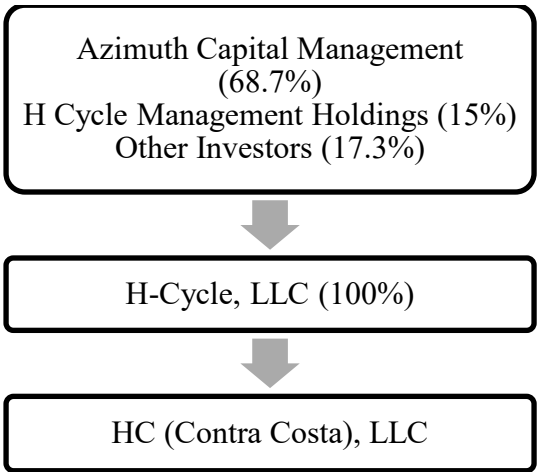 Azimuth Capital Management
(68.7%)
H Cycle Management Holdings (15%)
Other Investors (17.3%)
H-Cycle, LLC (100%)
HC (Contra Costa), LLC